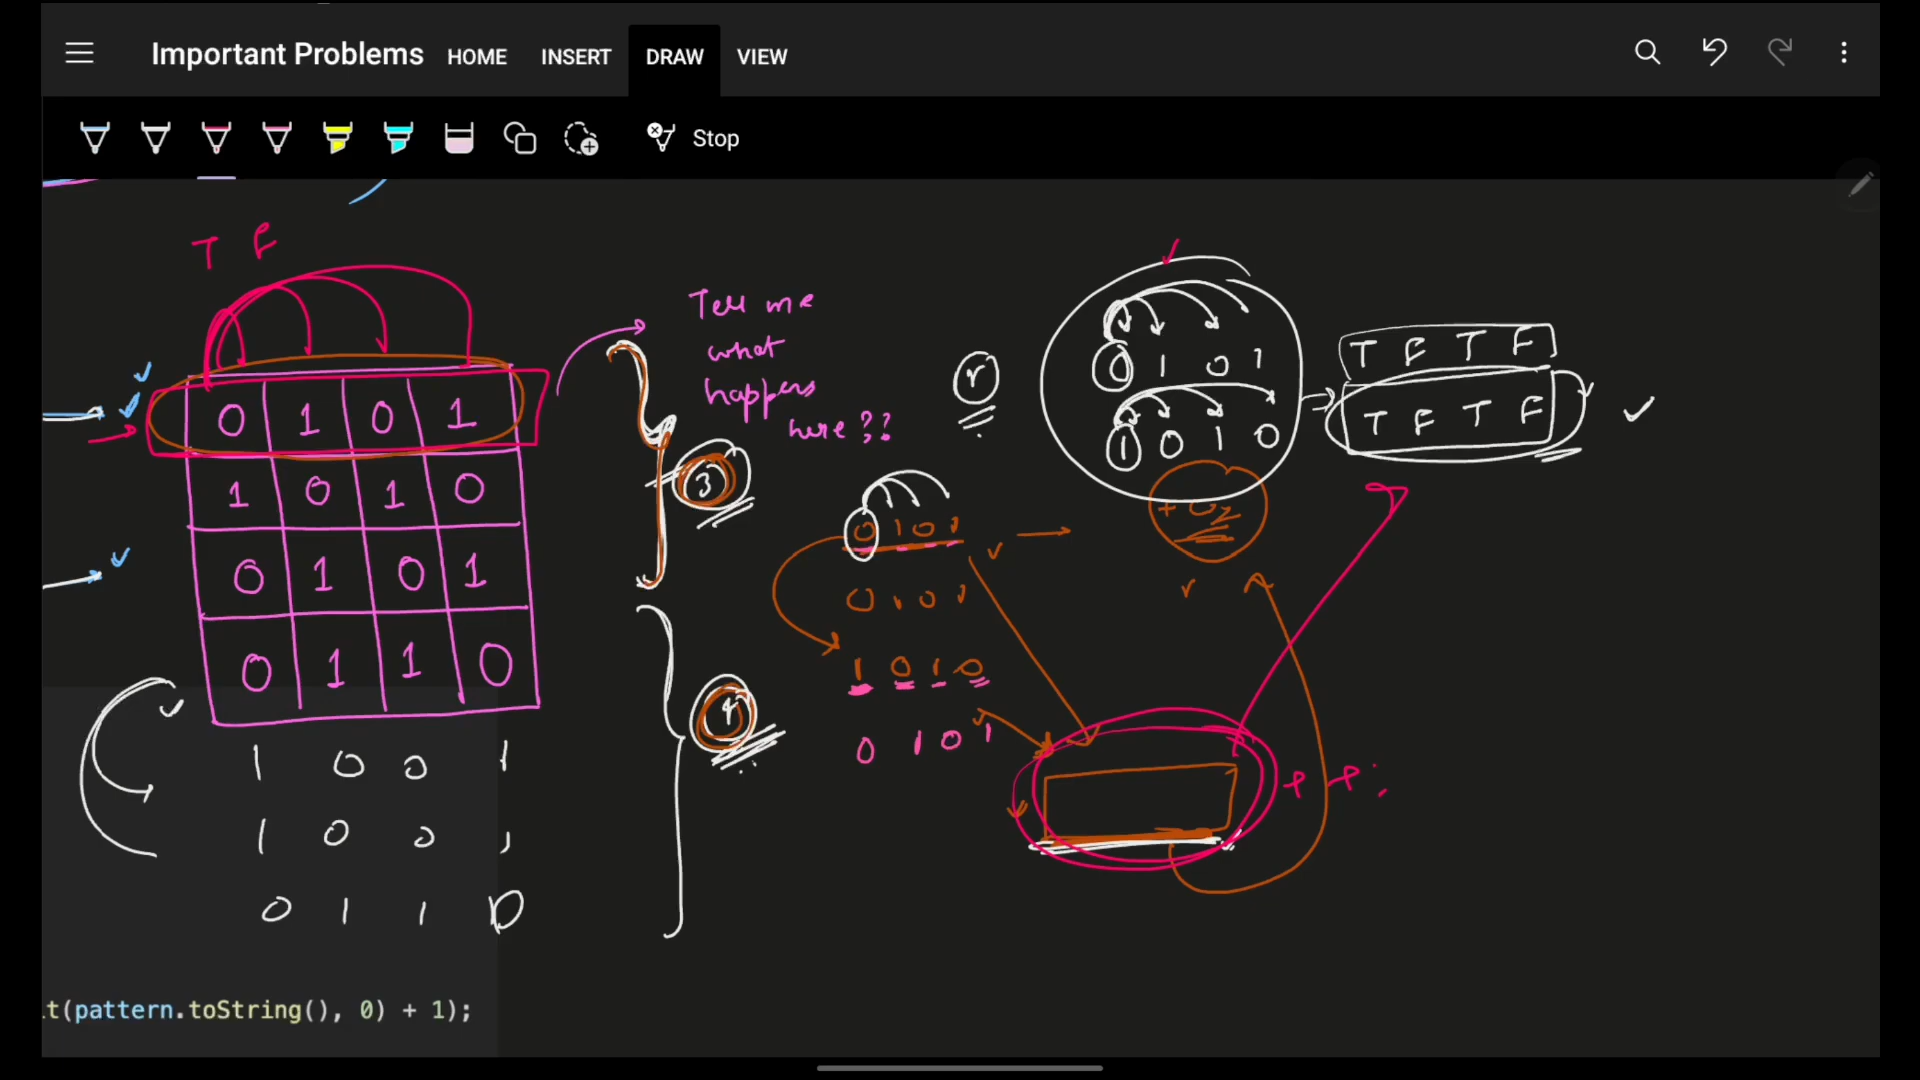 Important Problems HOME INSERT DRAW VIEW
Stop
T F
Tell me
what
happens
here ??
0 1 0 1
1 0 1 0
0 1 0 1
0 1 1 0
1 0 0 1
1 0 0 1
0 1 1 0
3
4
r
0 1 0 1
1 0 1 0
T F T F
T F T F
0 1 0 1
0 1 0 1
1 0 1 0
0 1 0 1
r
+ + ;
t(pattern.toString(), 0) + 1);